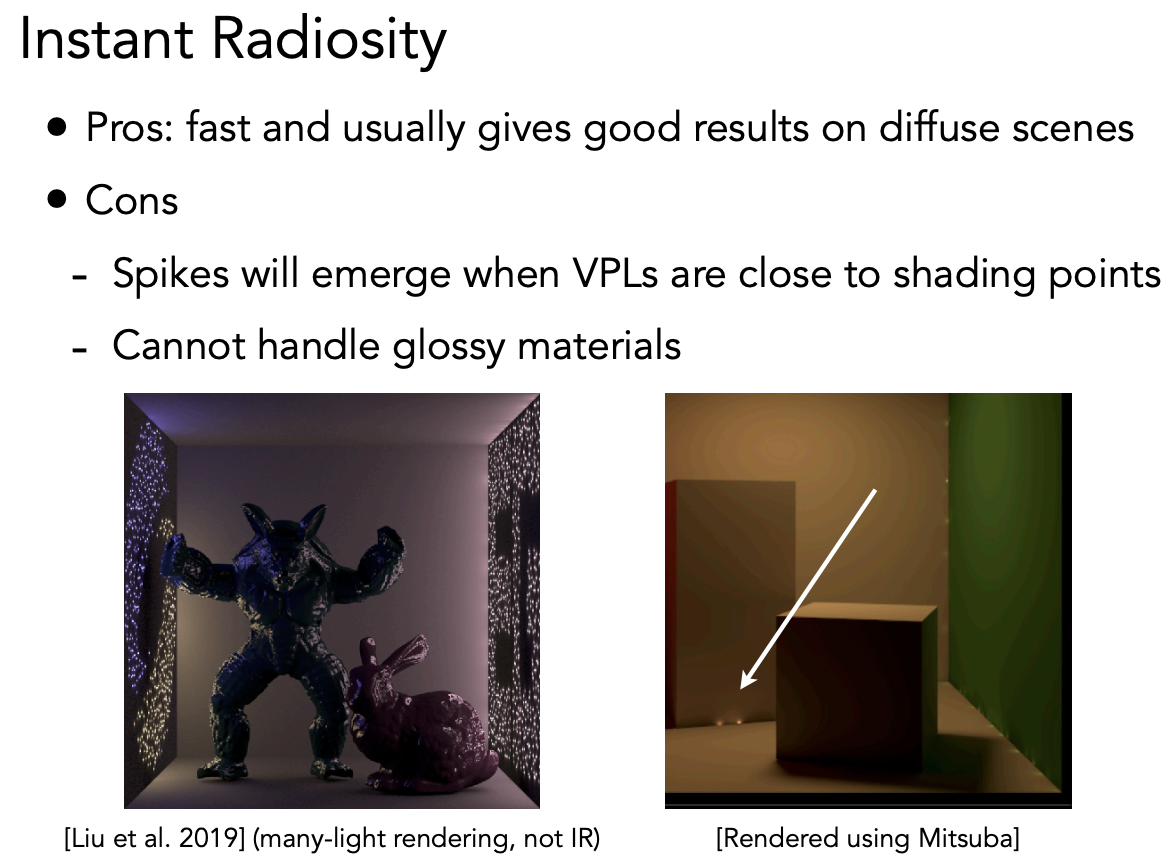 Instant Radiosity
• Pros: fast and usually gives good results on diffuse scenes
• Cons
- Spikes will emerge when VPLs are close to shading points
- Cannot handle glossy materials
[Liu et al. 2019] (many-light rendering, not IR)
[Rendered using Mitsuba]